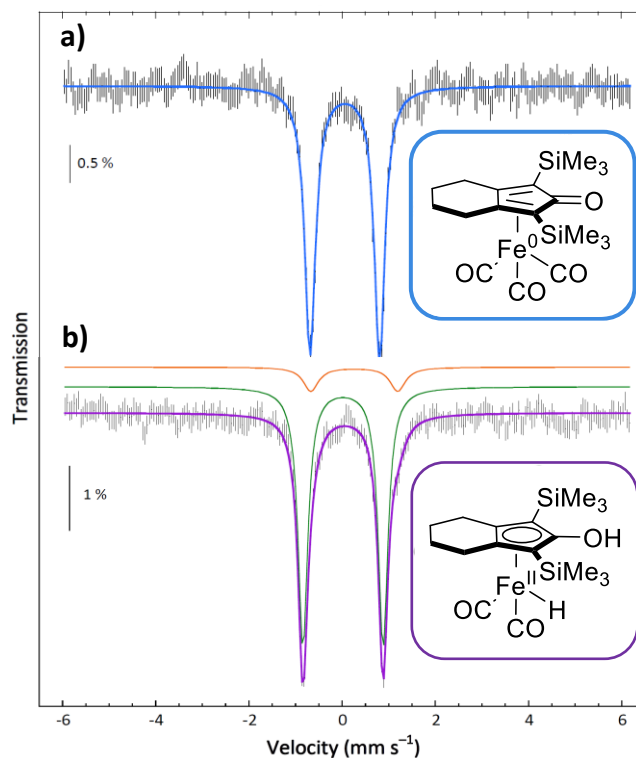 a)
0.5 %
SiMe3
O
SiMe3
Fe0
OC
CO
CO
b)
Transmission
1 %
SiMe3
OH
SiMe3
FeII
OC
H
CO
-6 -4 -2 0 2 4 6
Velocity (mm s–1)